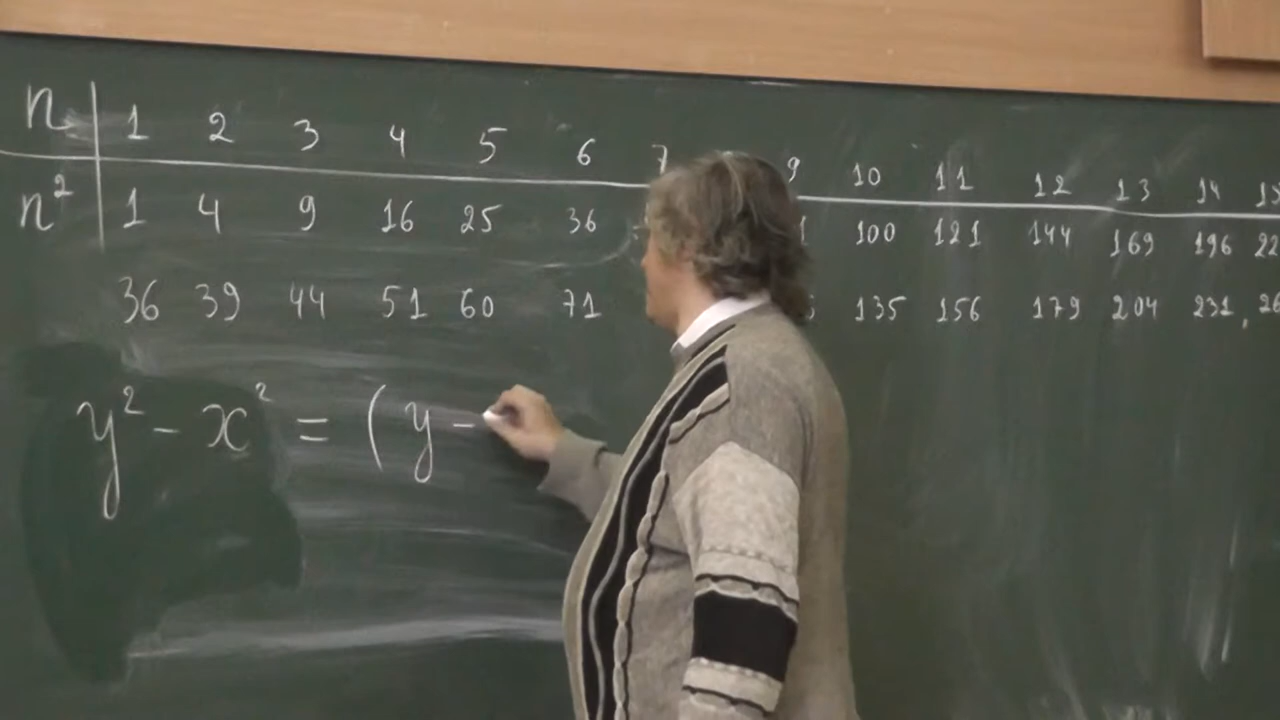 n 1 2 3 4 5 6 7 9 10 11 12 13 14
n² 1 4 9 16 25 36 100 121 144 169 196
36 39 44 51 60 71 135 156 179 204 231,
y² - x² = (y -